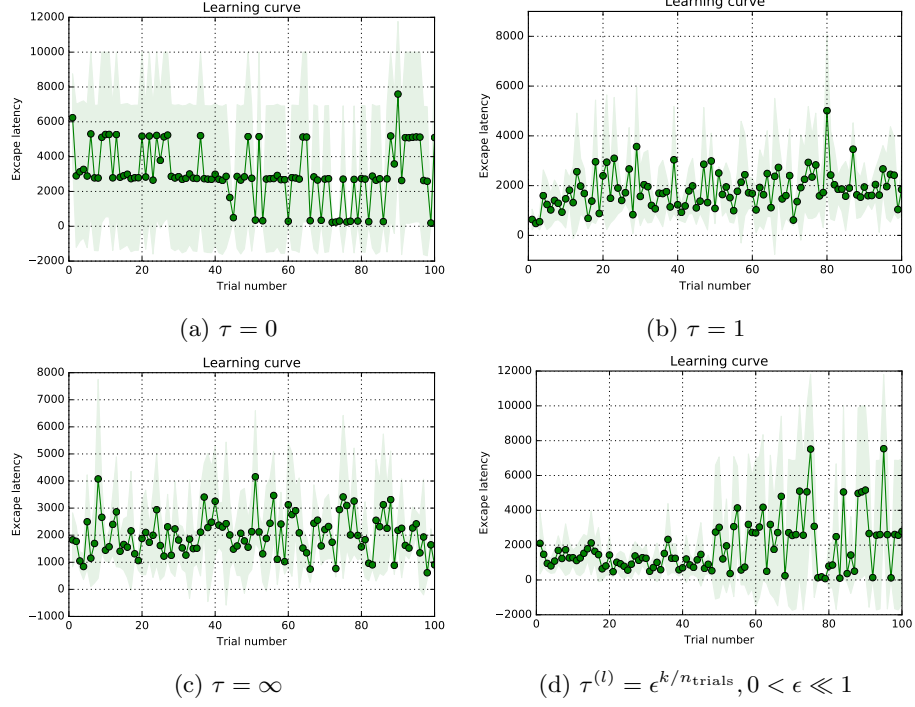 Learning curve
12000
10000
8000
6000
4000
2000
0
−2000
Excape latency
0 20 40 60 80 100
Trial number
(a) τ = 0
Learning curve
8000
6000
4000
2000
0
Excape latency
0 20 40 60 80 100
Trial number
(b) τ = 1
Learning curve
8000
7000
6000
5000
4000
3000
2000
1000
0
−1000
Excape latency
0 20 40 60 80 100
Trial number
(c) τ = ∞
Learning curve
12000
10000
8000
6000
4000
2000
0
−2000
Excape latency
0 20 40 60 80 100
Trial number
(d) τ^(l) = ϵ^{k/n_trials}, 0 < ϵ ≪ 1